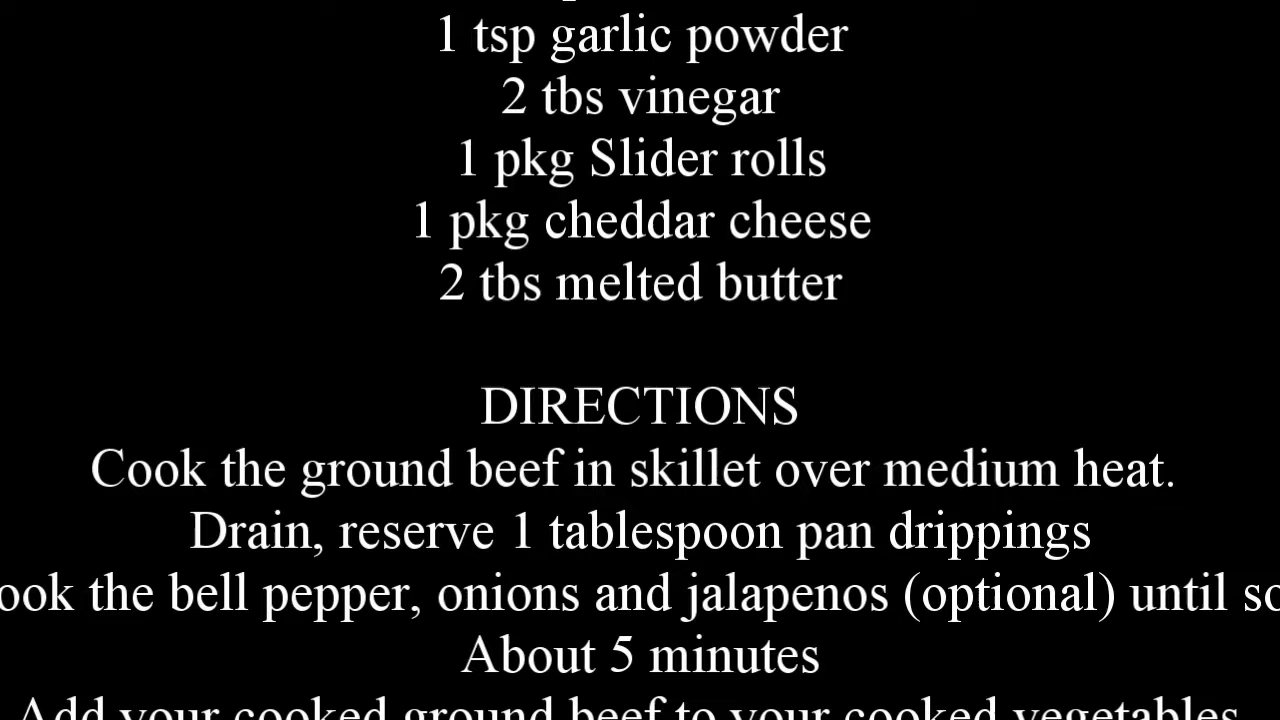 1 tsp garlic powder
2 tbs vinegar
1 pkg Slider rolls
1 pkg cheddar cheese
2 tbs melted butter
DIRECTIONS
Cook the ground beef in skillet over medium heat.
Drain, reserve 1 tablespoon pan drippings
ook the bell pepper, onions and jalapenos (optional) until so
About 5 minutes
Add your cooked ground beef to your cooked vegetables